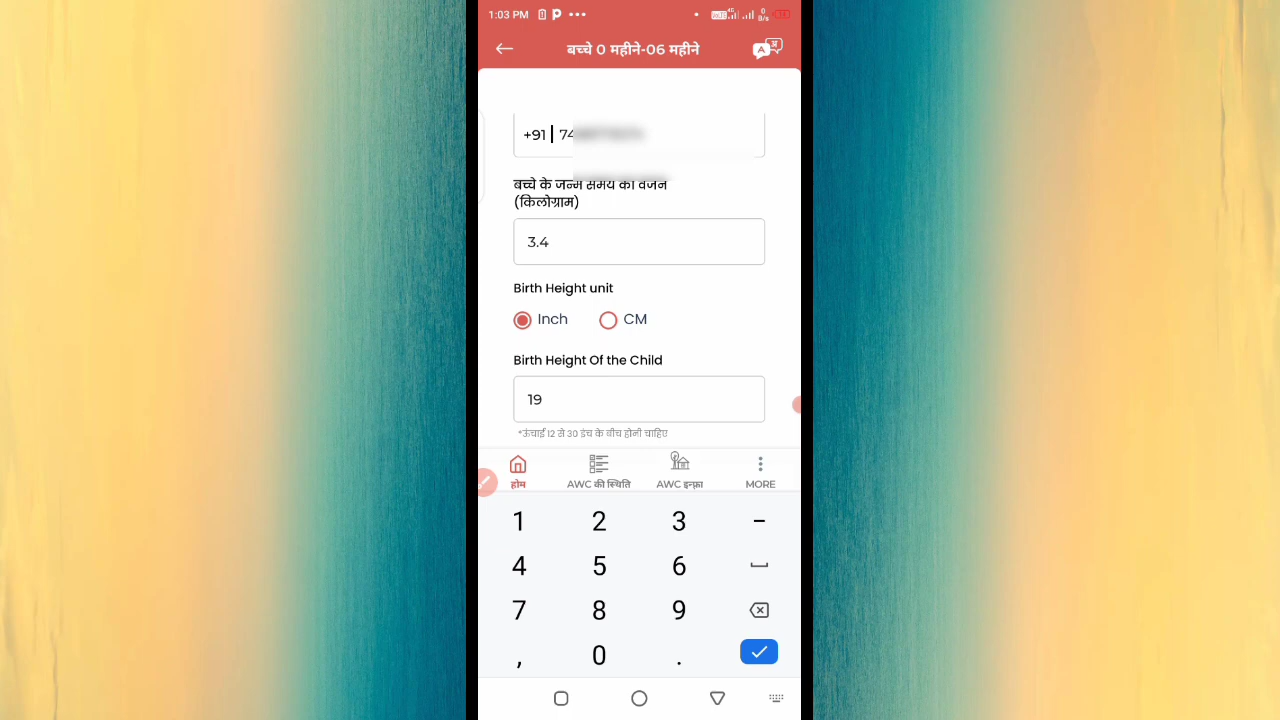 1:03 PM
बच्चे 0 महीने-06 महीने
+91 74
बच्चे के जन्म समय का वजन
(किलोग्राम)
3.4
Birth Height unit
Inch CM
Birth Height Of the Child
19
*ऊंचाई 12 से 30 इंच के बीच होनी चाहिए
होम AWC की स्थिति AWC इन्फ्रा MORE
1 2 3 -
4 5 6
7 8 9
, 0 .